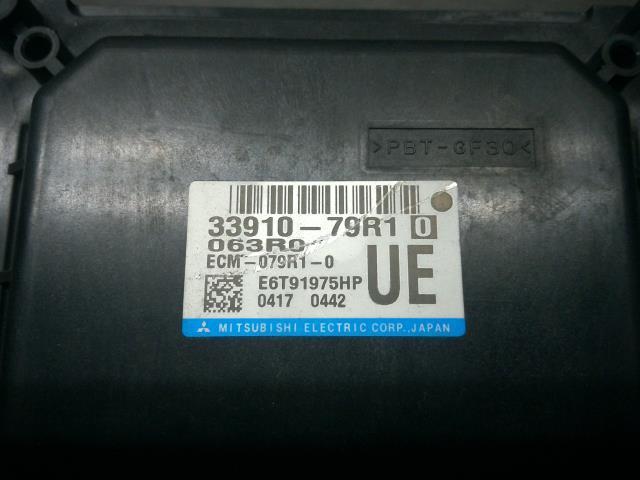 >PBT-GF30<
33910-79R1 0
063R0
ECM-079R1-0 UE
E6T91975HP
0417 0442
MITSUBISHI ELECTRIC CORP., JAPAN